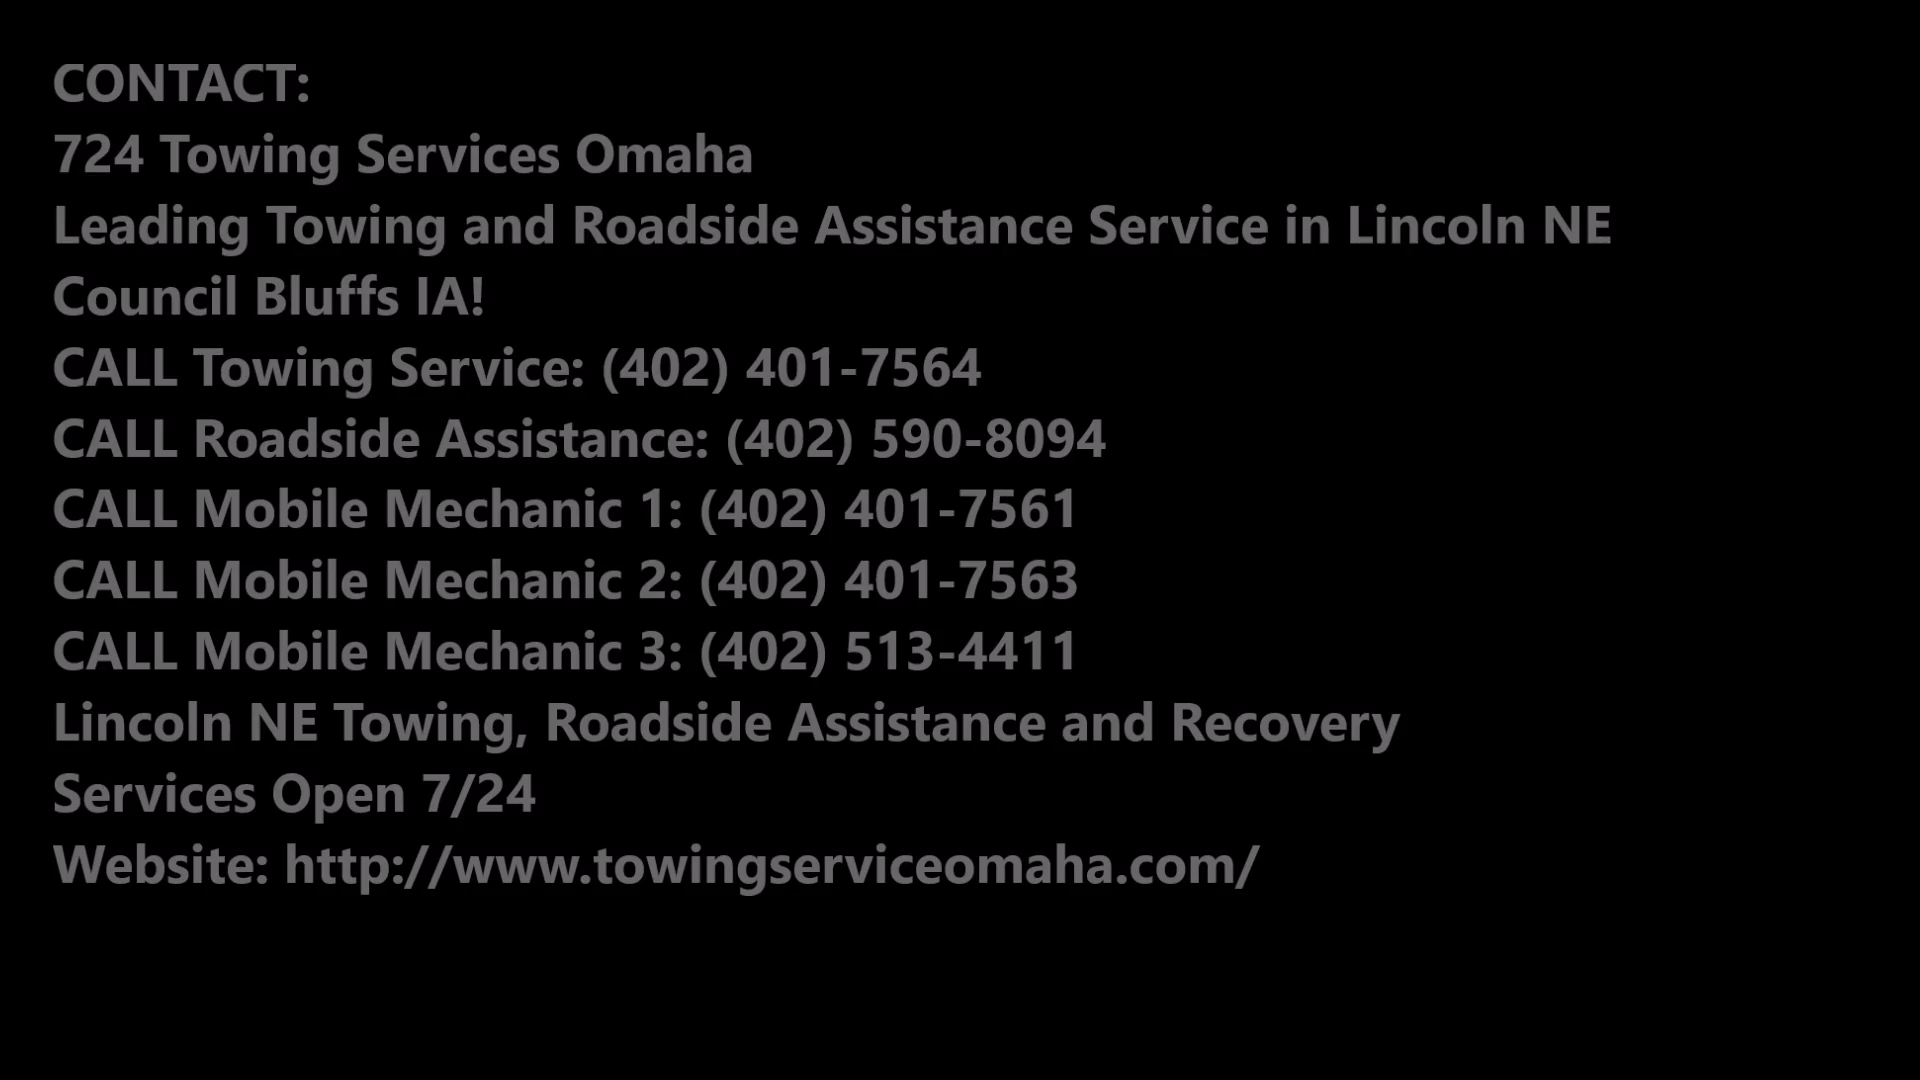 CONTACT:
724 Towing Services Omaha
Leading Towing and Roadside Assistance Service in Lincoln NE
Council Bluffs IA!
CALL Towing Service: (402) 401-7564
CALL Roadside Assistance: (402) 590-8094
CALL Mobile Mechanic 1: (402) 401-7561
CALL Mobile Mechanic 2: (402) 401-7563
CALL Mobile Mechanic 3: (402) 513-4411
Lincoln NE Towing, Roadside Assistance and Recovery
Services Open 7/24
Website: http://www.towingserviceomaha.com/